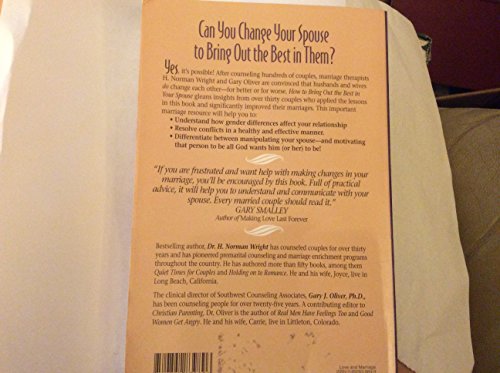 Can You Change Your Spouse
to Bring Out the Best in Them?
Yes, it's possible! After counseling hundreds of couples, marriage therapists
H. Norman Wright and Gary Oliver are convinced that husbands and wives
do change each other—for better or for worse. How to Bring Out the Best in
Your Spouse gleans insights from over thirty couples who applied the lessons
in this book and significantly improved their marriages. This important
marriage resource will help you to:
• Understand how gender differences affect your relationship
• Resolve conflicts in a healthy and effective manner.
• Differentiate between manipulating your spouse—and motivating
that person to be all God wants him (or her) to be!
"If you are frustrated and want help with making changes in your
marriage, you'll be encouraged by this book. Full of practical
advice, it will help you to understand and communicate with your
spouse. Every married couple should read it."
GARY SMALLEY
Author of Making Love Last Forever
Bestselling author, Dr. H. Norman Wright has counseled couples for over thirty
years and has pioneered premarital counseling and marriage enrichment programs
throughout the country. He has authored more than fifty books, among them
Quiet Times for Couples and Holding on to Romance. He and his wife, Joyce, live in
Long Beach, California.
The clinical director of Southwest Counseling Associates, Gary J. Oliver, Ph.D.,
has been counseling people for over twenty-five years. A contributing editor to
Christian Parenting, Dr. Oliver is the author of Real Men Have Feelings Too and Good
Women Get Angry. He and his wife, Carrie, live in Littleton, Colorado.
Love and Marriage